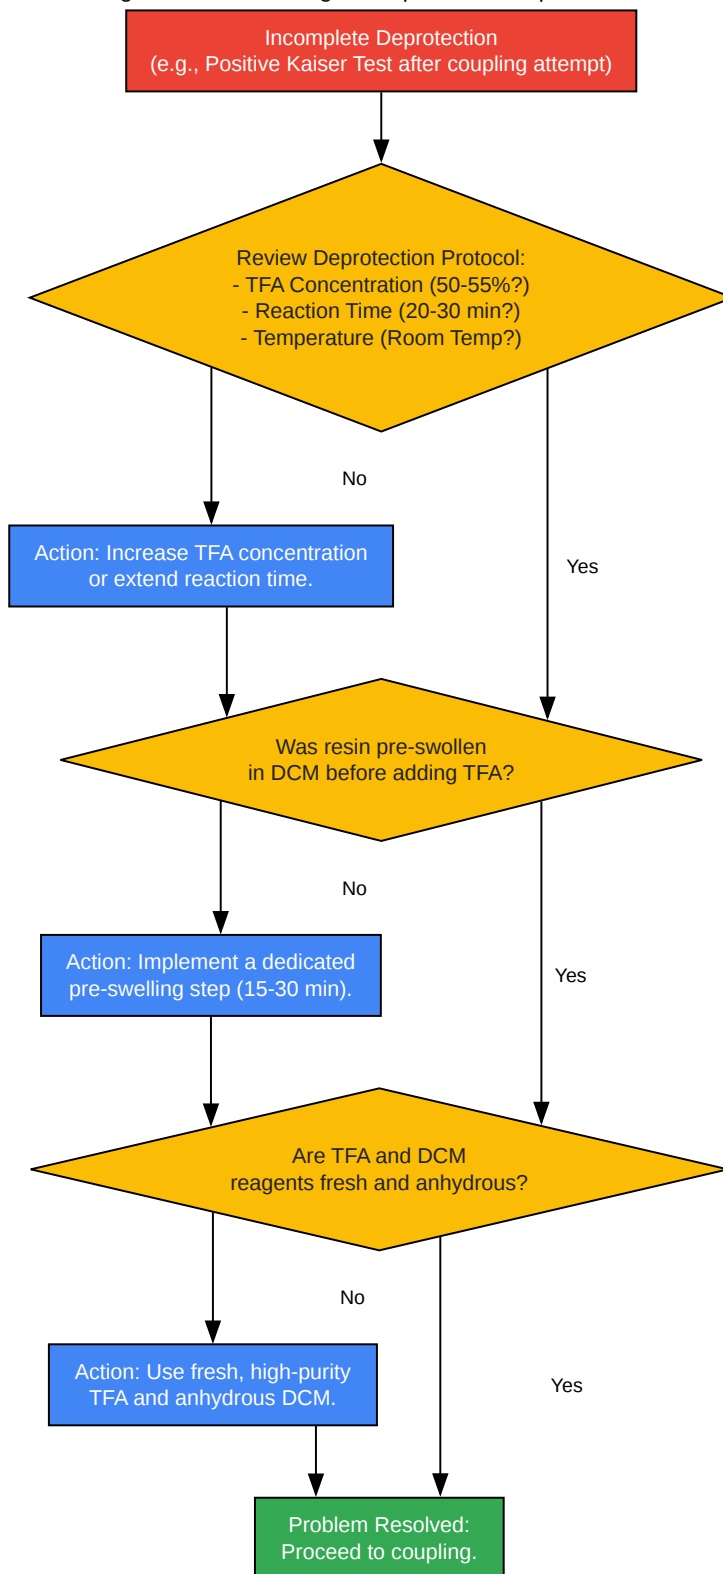 Incomplete Deprotection
(e.g., Positive Kaiser Test after coupling attempt)
Review Deprotection Protocol:
- TFA Concentration (50-55%?)
- Reaction Time (20-30 min?)
- Temperature (Room Temp?)
No
Action: Increase TFA concentration
or extend reaction time.
Yes
Was resin pre-swollen
in DCM before adding TFA?
No
Action: Implement a dedicated
pre-swelling step (15-30 min).
Yes
Are TFA and DCM
reagents fresh and anhydrous?
No
Action: Use fresh, high-purity
TFA and anhydrous DCM.
Yes
Problem Resolved:
Proceed to coupling.